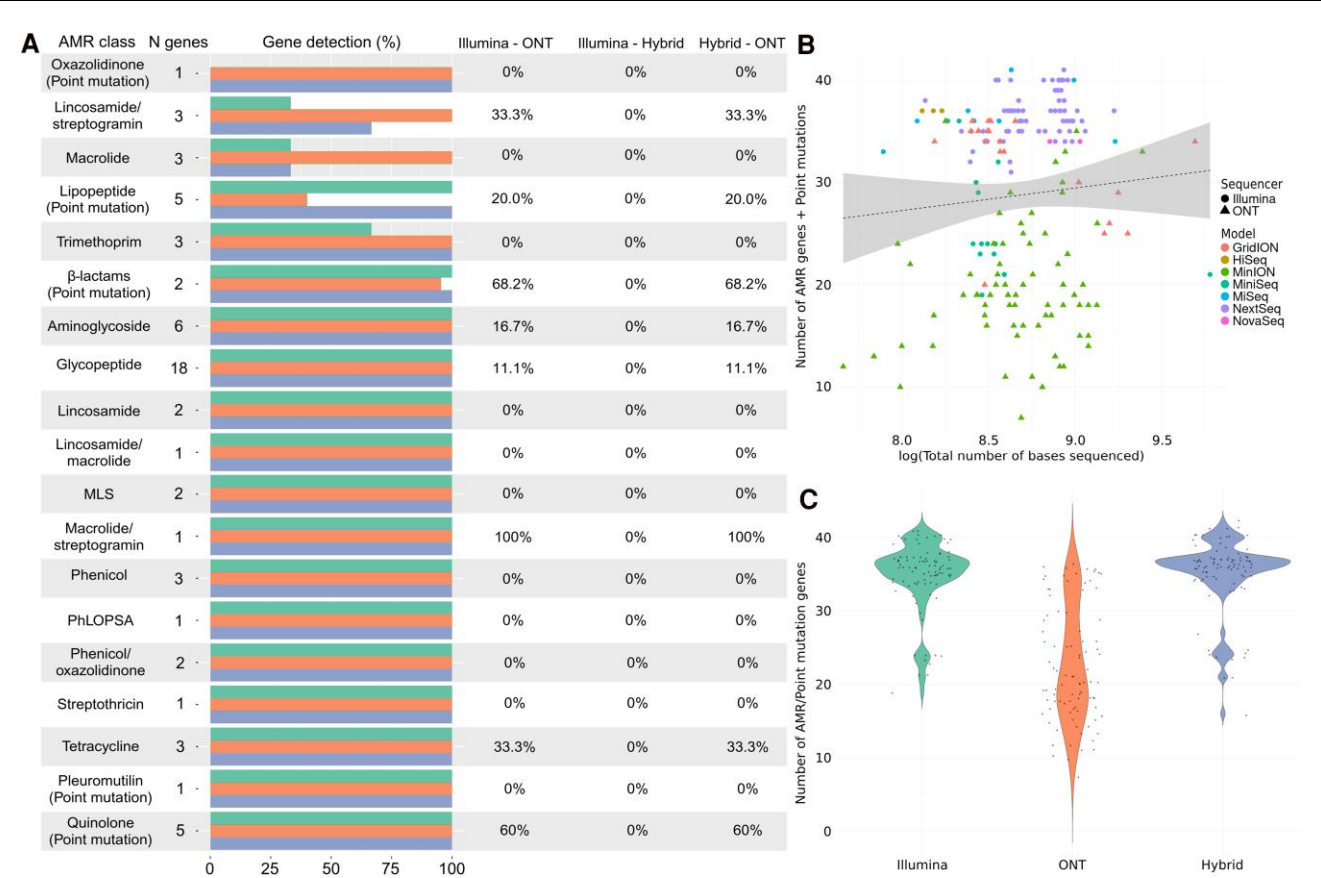 A
AMR class N genes Gene detection (%) Illumina - ONT Illumina - Hybrid Hybrid - ONT
Oxazolidinone
(Point mutation) 1 0% 0% 0%
Lincosamide/
streptogramin 3 33.3% 0% 33.3%
Macrolide 3 0% 0% 0%
Lipopeptide
(Point mutation) 5 20.0% 0% 20.0%
Trimethoprim 3 0% 0% 0%
β-lactams
(Point mutation) 2 68.2% 0% 68.2%
Aminoglycoside 6 16.7% 0% 16.7%
Glycopeptide 18 11.1% 0% 11.1%
Lincosamide 2 0% 0% 0%
Lincosamide/
macrolide 1 0% 0% 0%
MLS 2 0% 0% 0%
Macrolide/
streptogramin 1 100% 0% 100%
Phenicol 3 0% 0% 0%
PhLOPSA 1 0% 0% 0%
Phenicol/
oxazolidinone 2 0% 0% 0%
Streptothricin 1 0% 0% 0%
Tetracycline 3 33.3% 0% 33.3%
Pleuromutilin
(Point mutation) 1 0% 0% 0%
Quinolone
(Point mutation) 5 60% 0% 60%
0 25 50 75 100
B
Number of AMR genes + Point mutations
40
30
20
10
8.0 8.5 9.0 9.5
log(Total number of bases sequenced)
Sequencer
Illumina
ONT
Model
GridION
HiSeq
MinION
MiniSeq
MiSeq
NextSeq
NovaSeq
C
Number of AMR/Point mutation genes
40
30
20
10
0
Illumina ONT Hybrid